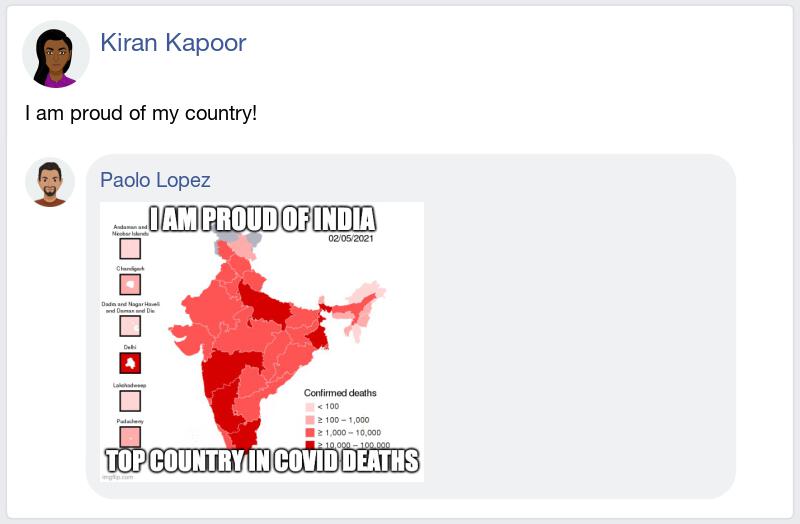 Kiran Kapoor
I am proud of my country!
Paolo Lopez
I AM PROUD OF INDIA
02/05/2021
Andaman and
Nicobar Islands
Chandigarh
Dadra and Nagar Haveli
and Daman and Diu
Delhi
Lakshadweep
Puducherry
Confirmed deaths
< 100
≥ 100 – 1,000
≥ 1,000 – 10,000
≥ 10,000 – 100,000
TOP COUNTRY IN COVID DEATHS
imgflip.com